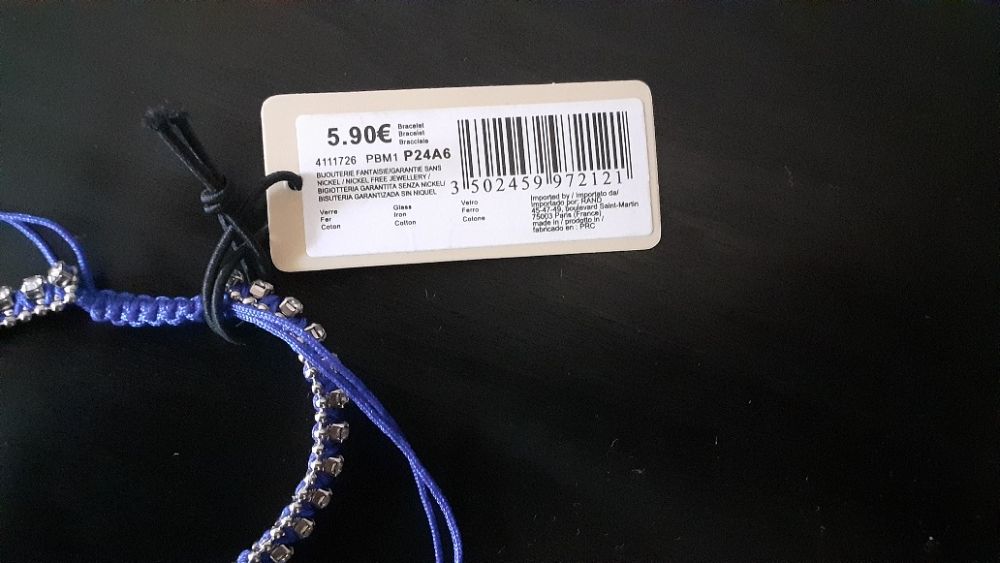 5.90€
Bracelet
Bracelet
Bracciale
4111726 PBM1 P24A6
BIJOUTERIE FANTAISIE/GARANTIE SANS
NICKEL / NICKEL FREE JEWELLERY /
BIGIOTTERIA GARANTITA SENZA NICKEL/
BISUTERIA GARANTIZADA SIN NIQUEL
Verre Glass Vetro
Fer Iron Ferro
Coton Cotton Cotone
3 502459 972121
Imported by / importato da/
importado por: RAND
45-47-49, boulevard Saint-Martin
75003 Paris (France)
made in / prodotto in /
fabricado en : PRC